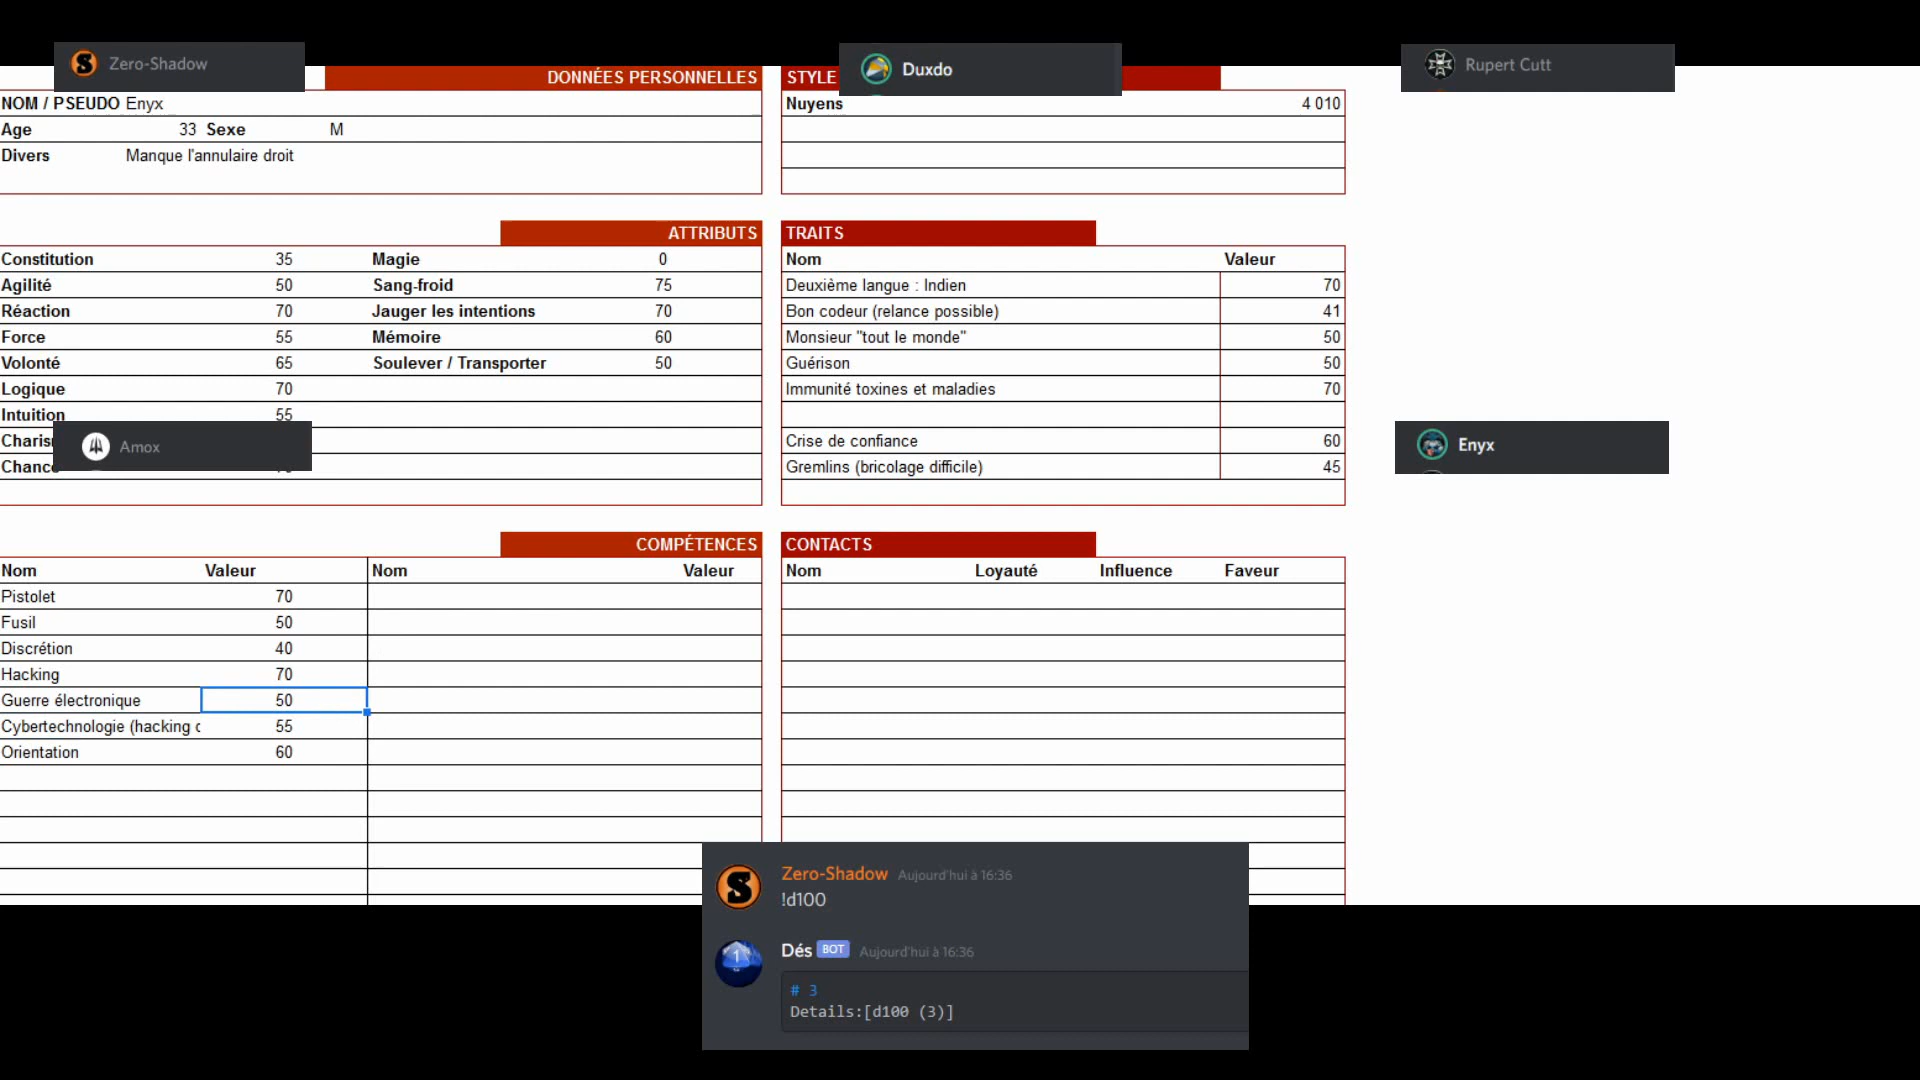 Zero-Shadow
Duxdo
Rupert Cutt
DONNÉES PERSONNELLES
STYLE
NOM / PSEUDO Enyx
Nuyens 4 010
Age 33 Sexe M
Divers Manque l'annulaire droit
ATTRIBUTS
TRAITS
Constitution 35 Magie 0
Nom Valeur
Agilité 50 Sang-froid 75
Deuxième langue : Indien 70
Réaction 70 Jauger les intentions 70
Bon codeur (relance possible) 41
Force 55 Mémoire 60
Monsieur "tout le monde" 50
Volonté 65 Soulever / Transporter 50
Guérison 50
Logique 70
Immunité toxines et maladies 70
Intuition 55
Amox
Crise de confiance 60
Enyx
Chance
Gremlins (bricolage difficile) 45
COMPÉTENCES
CONTACTS
Nom Valeur Nom Valeur
Nom Loyauté Influence Faveur
Pistolet 70
Fusil 50
Discrétion 40
Hacking 70
Guerre électronique 50
Cybertechnologie (hacking c 55
Orientation 60
Zero-Shadow Aujourd'hui à 16:36
!d100
Dés BOT Aujourd'hui à 16:36
# 3
Details:[d100 (3)]